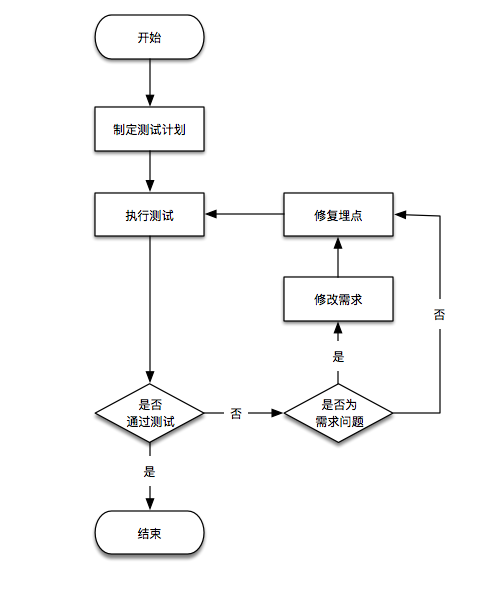 开始
制定测试计划
执行测试
修复埋点
修改需求
否
是
是否
通过测试
否
是否为
需求问题
是
结束